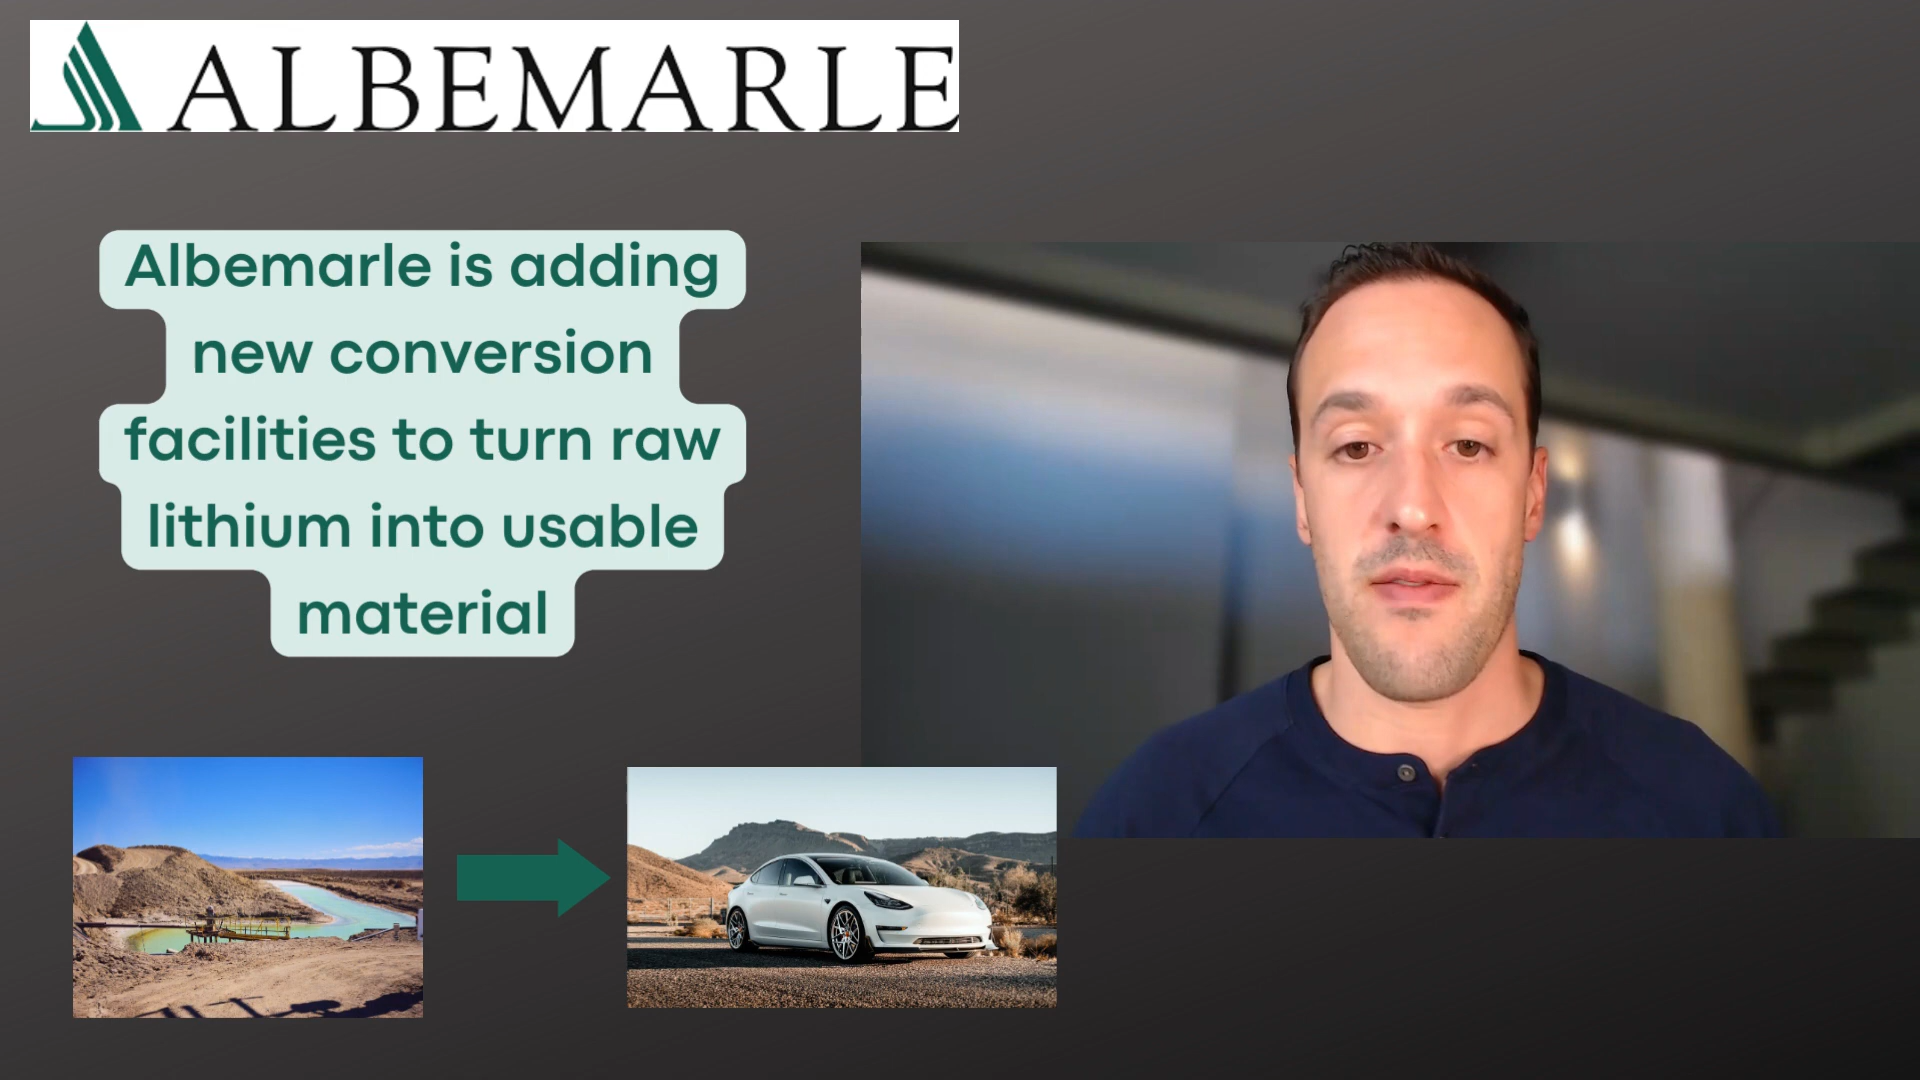 ALBEMARLE
Albemarle is adding
new conversion
facilities to turn raw
lithium into usable
material